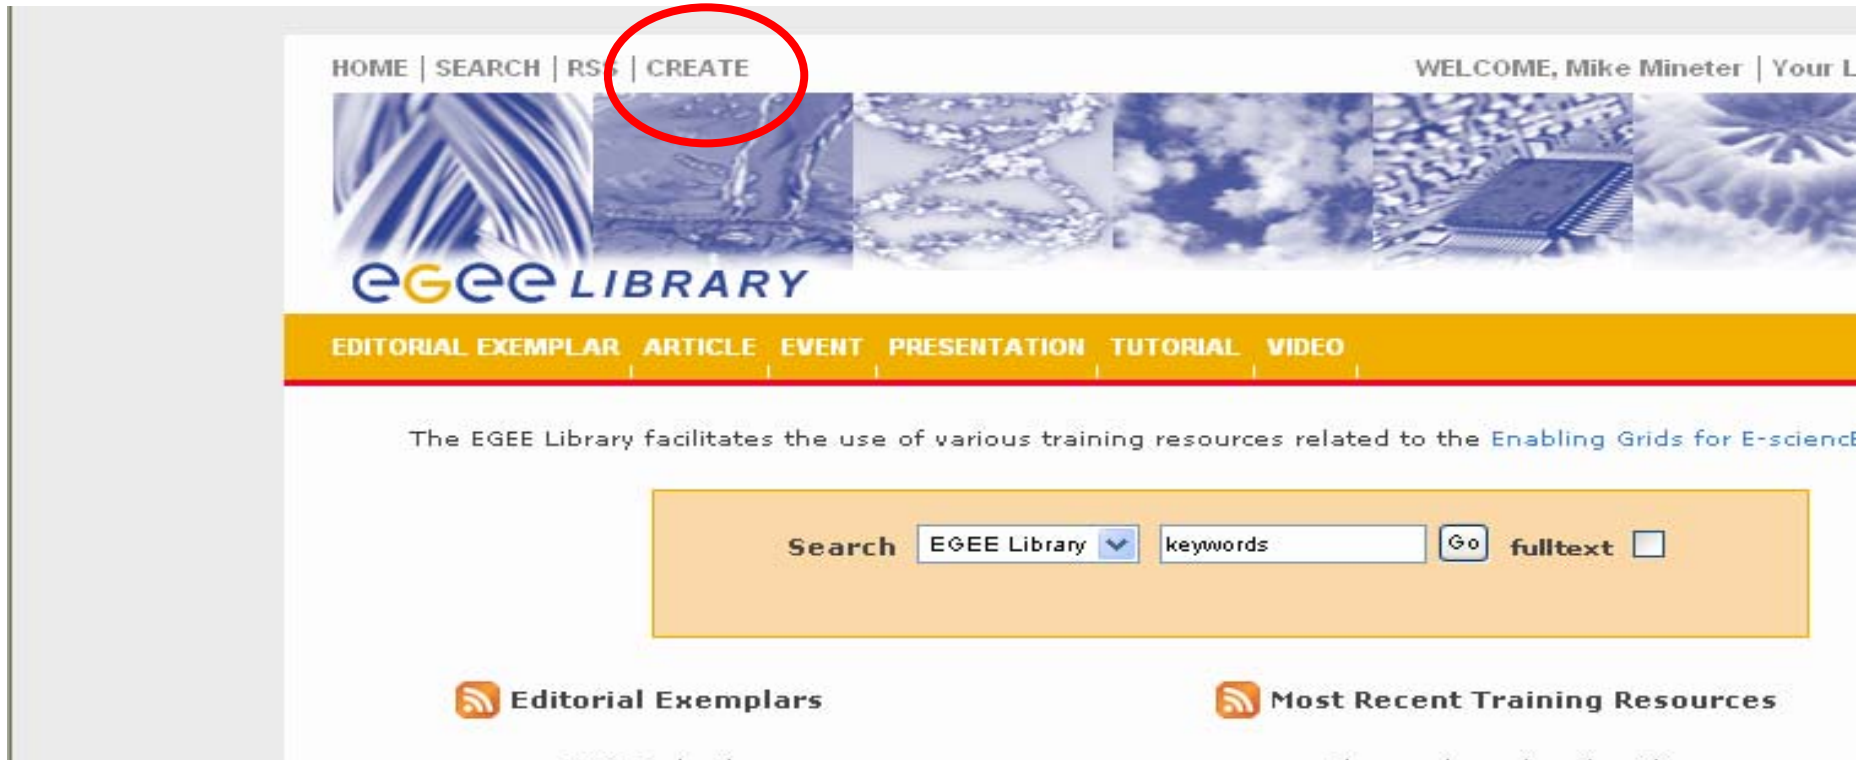 HOME | SEARCH | RSS | CREATE
WELCOME, Mike Mineter | Your L
egee LIBRARY
EDITORIAL EXEMPLAR ARTICLE EVENT PRESENTATION TUTORIAL VIDEO
The EGEE Library facilitates the use of various training resources related to the Enabling Grids for E-sciencE
Search EGEE Library keywords Go fulltext
Editorial Exemplars
Most Recent Training Resources